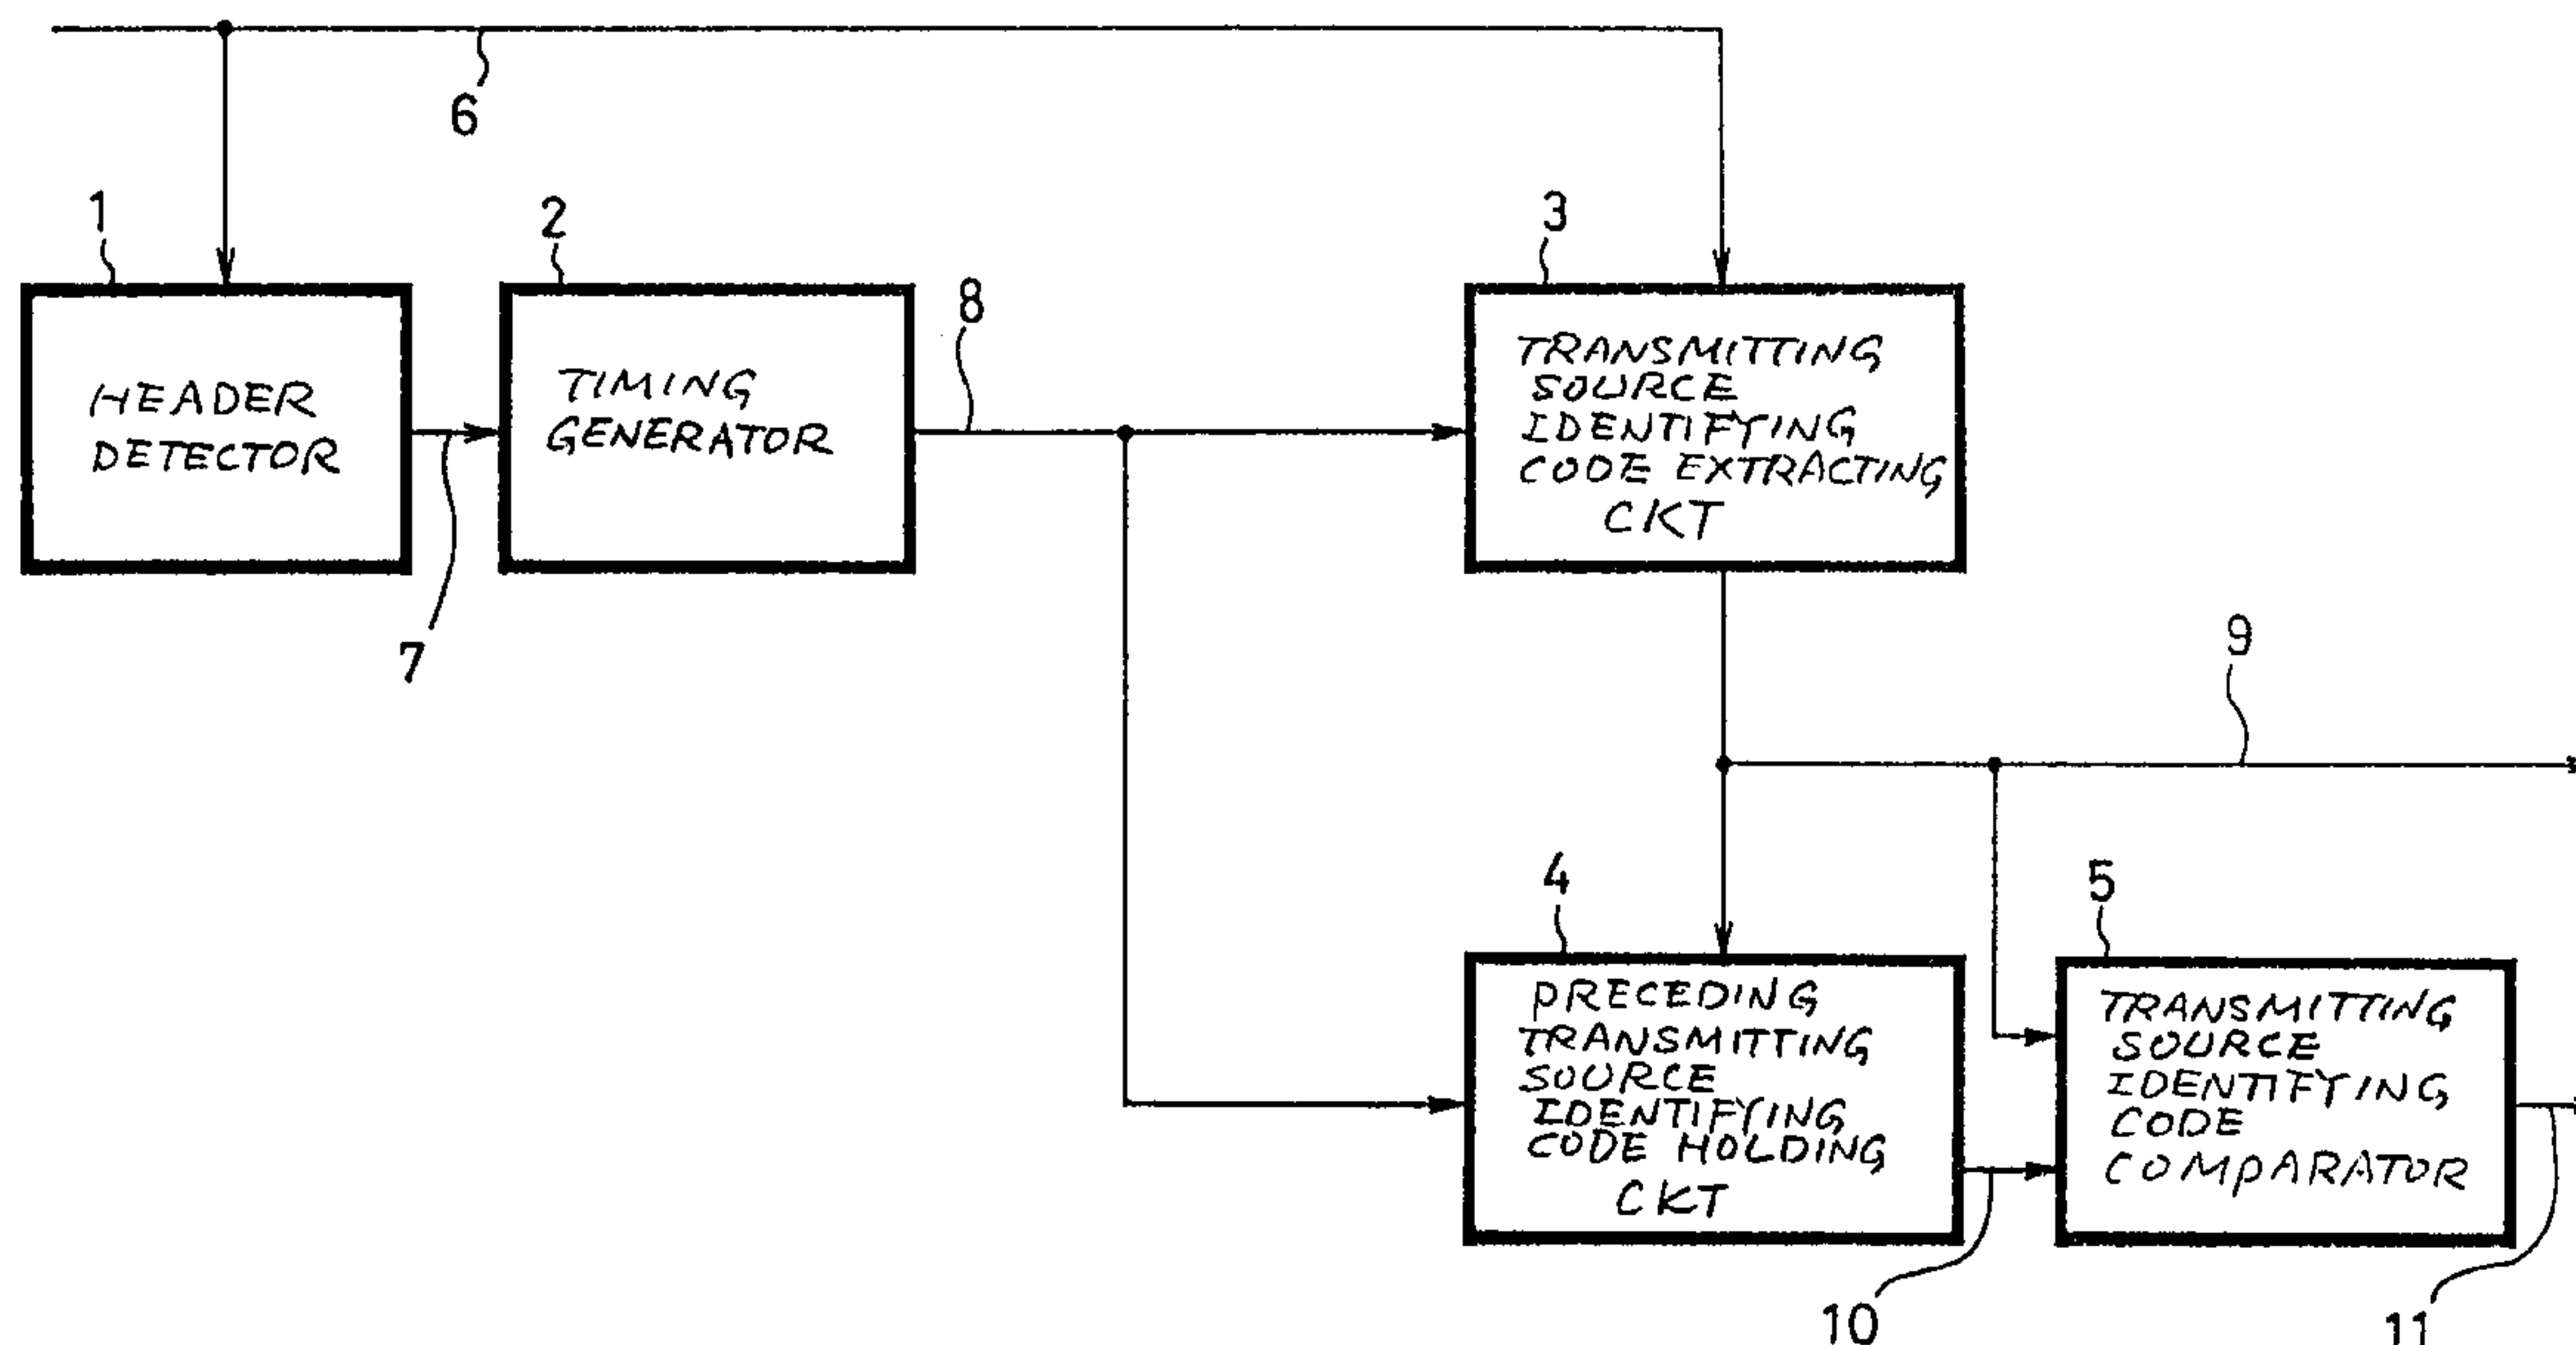 6
1
HEADER
DETECTOR
7
2
TIMING
GENERATOR
8
3
TRANSMITTING
SOURCE
IDENTIFYING
CODE EXTRACTING
CKT
9
4
PRECEDING
TRANSMITTING
SOURCE
IDENTIFYING
CODE HOLDING
CKT
10
5
TRANSMITTING
SOURCE
IDENTIFYING
CODE
COMPARATOR
11